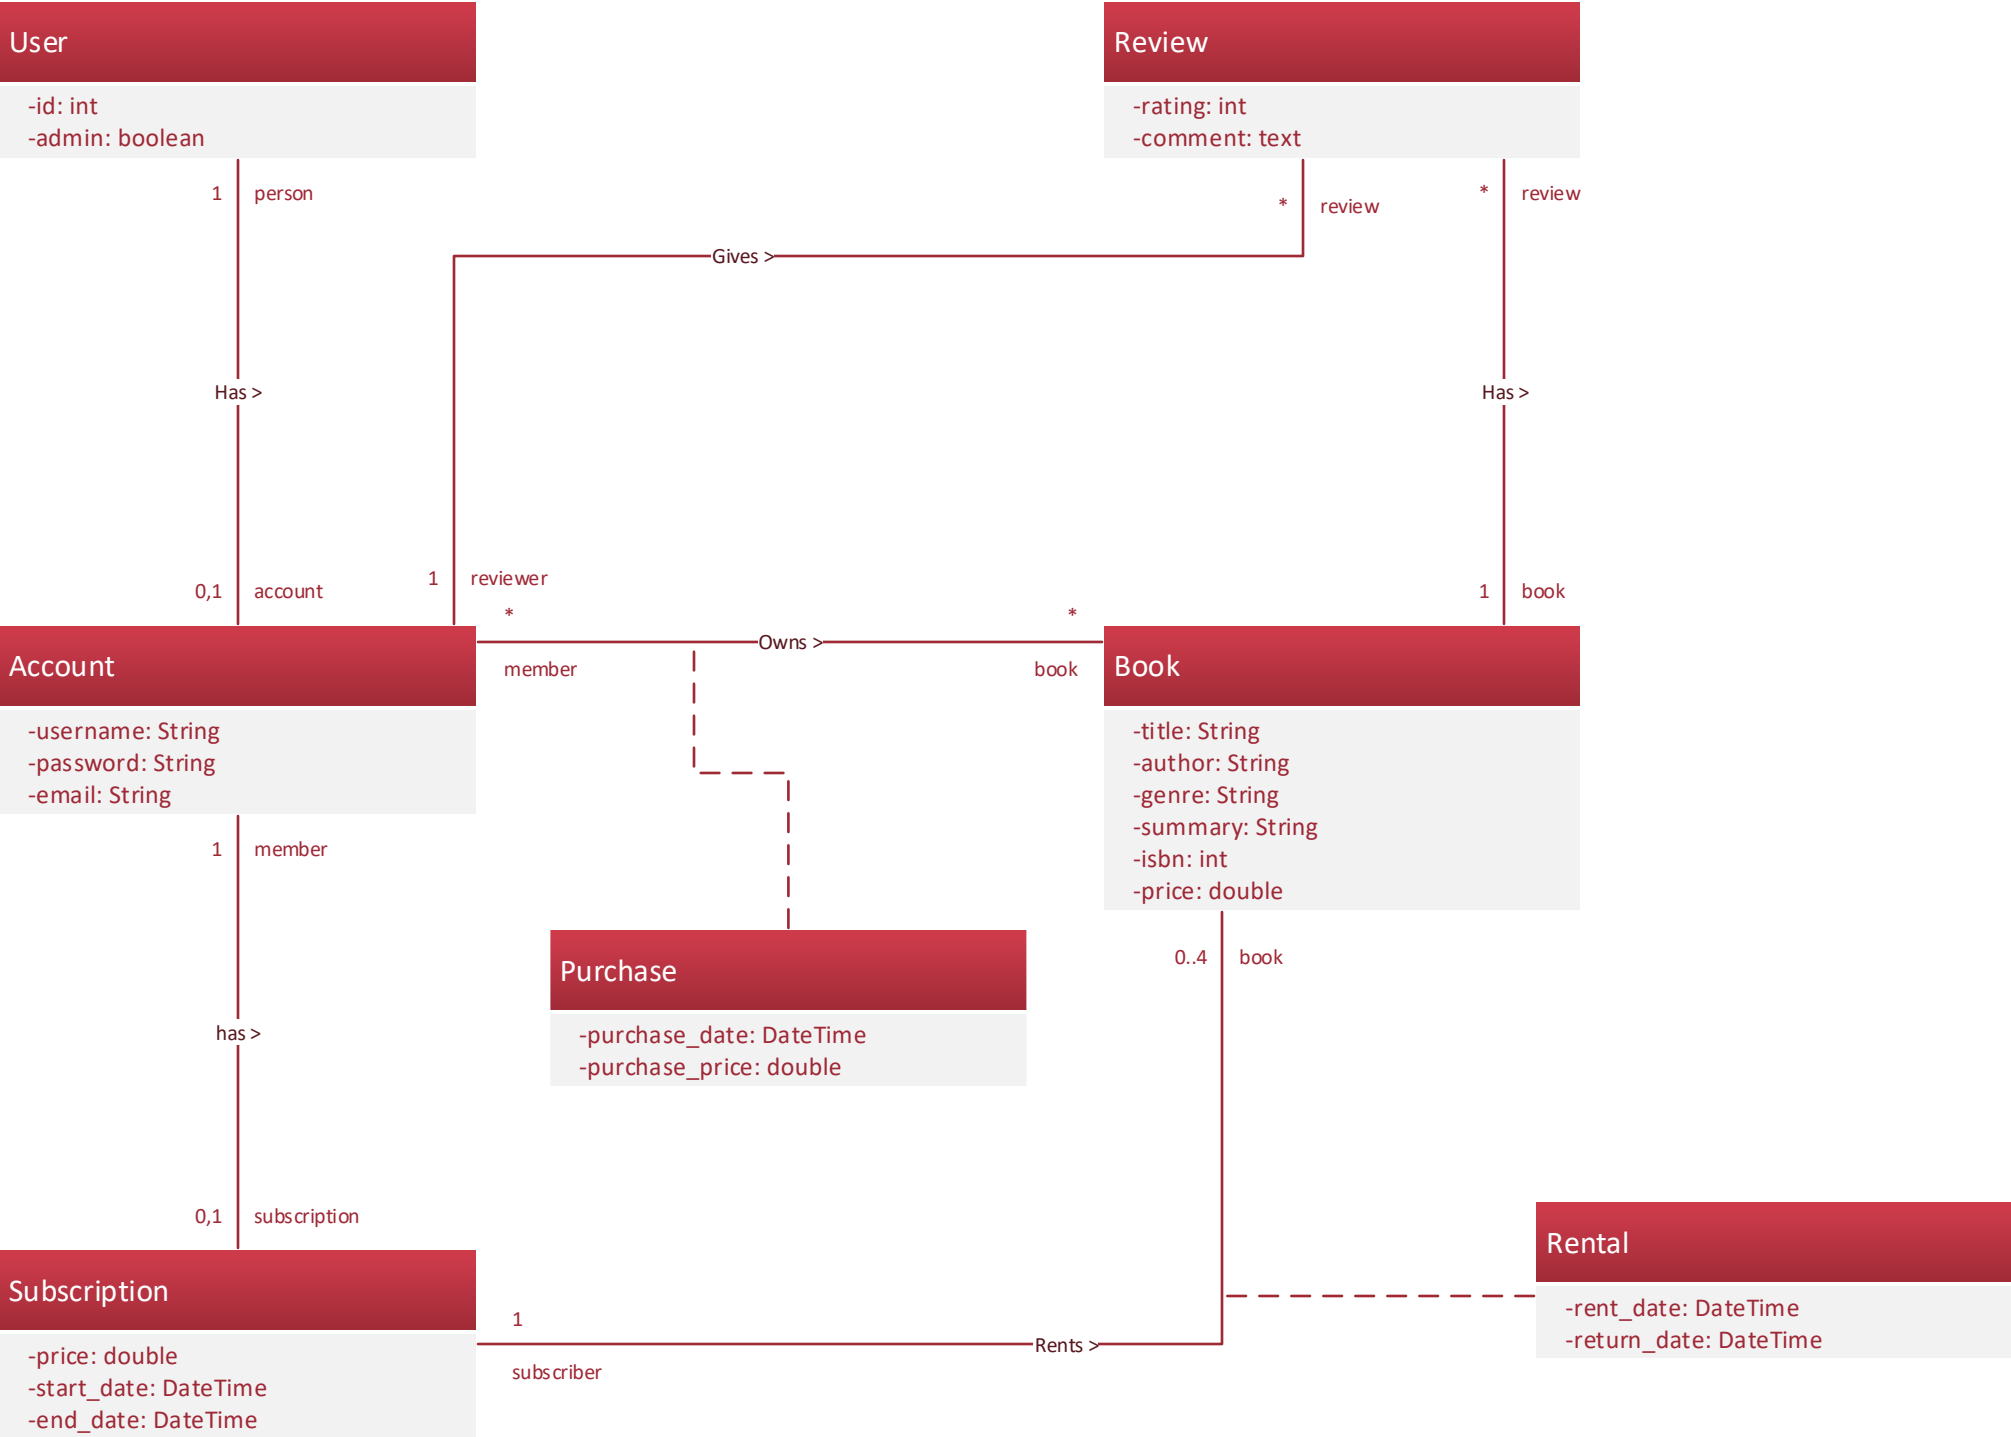 User
-id: int
-admin: boolean
Review
-rating: int
-comment: text
1 person
* review
* review
Gives >
Has >
Has >
0,1 account
1 reviewer
1 book
* *
Owns >
member book
Account
-username: String
-password: String
-email: String
Book
-title: String
-author: String
-genre: String
-summary: String
-isbn: int
-price: double
1 member
0..4 book
Purchase
-purchase_date: DateTime
-purchase_price: double
has >
0,1 subscription
Subscription
-price: double
-start_date: DateTime
-end_date: DateTime
1
Rents >
subscriber
Rental
-rent_date: DateTime
-return_date: DateTime